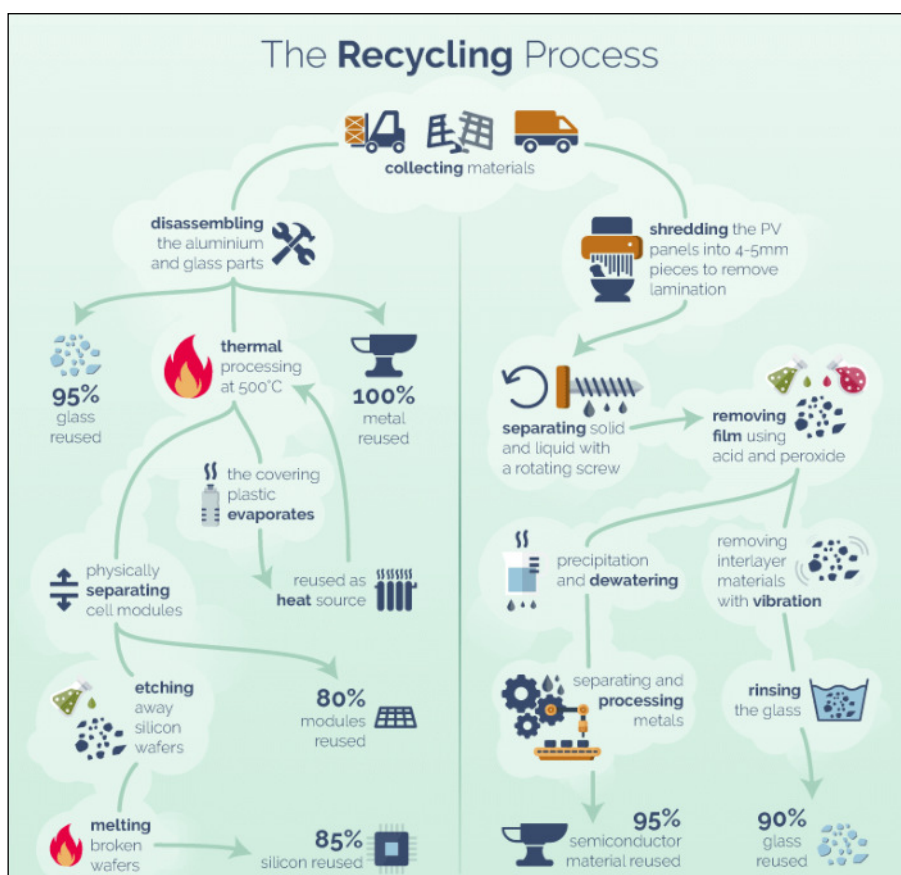 The Recycling Process
collecting materials
disassembling
the aluminium
and glass parts
95%
glass
reused
thermal
processing
at 500°C
100%
metal
reused
the covering
plastic
evaporates
reused as
heat source
physically
separating
cell modules
80%
modules
reused
etching
away
silicon
wafers
melting
broken
wafers
85%
silicon reused
shredding the PV
panels into 4-5mm
pieces to remove
lamination
separating solid
and liquid with
a rotating screw
removing
film using
acid and peroxide
precipitation
and dewatering
removing
interlayer
materials
with vibration
separating and
processing
metals
rinsing
the glass
95%
semiconductor
material reused
90%
glass
reused